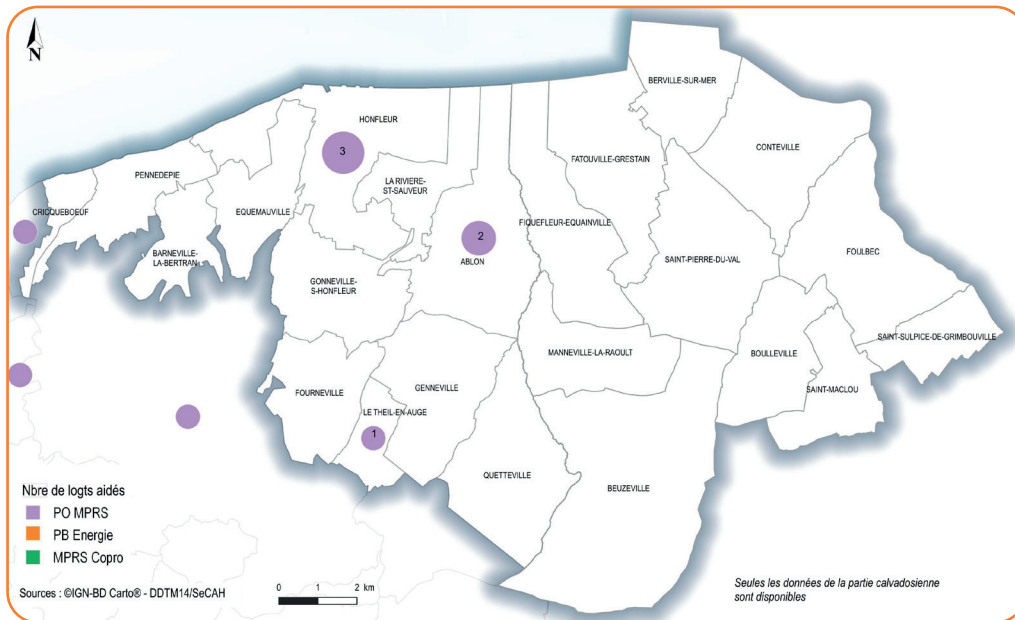 N
BERVILLE-SUR-MER
HONFLEUR
3
CONTEVILLE
FATOUVILLE-GRESTAIN
PENNEDEPIE
LA RIVIERE-
ST-SAUVEUR
CRICQUEBOEUF
EQUEMAUVILLE
FIQUEFLEUR-EQUAINVILLE
2
ABLON
BARNEVILLE-
LA-BERTRAN
SAINT-PIERRE-DU-VAL
FOULBEC
GONNEVILLE-
S-HONFLEUR
SAINT-SULPICE-DE-GRIMBOUVILLE
MANNEVILLE-LA-RAOULT
BOULLEVILLE
GENNEVILLE
SAINT-MACLOU
FOURNEVILLE
LE THEIL-EN-AUGE
1
QUETTEVILLE
BEUZEVILLE
Nbre de logts aidés
PO MPRS
PB Energie
MPRS Copro
Sources : ©IGN-BD Carto® - DDTM14/SeCAH
0 1 2 km
Seules les données de la partie calvadosienne
sont disponibles